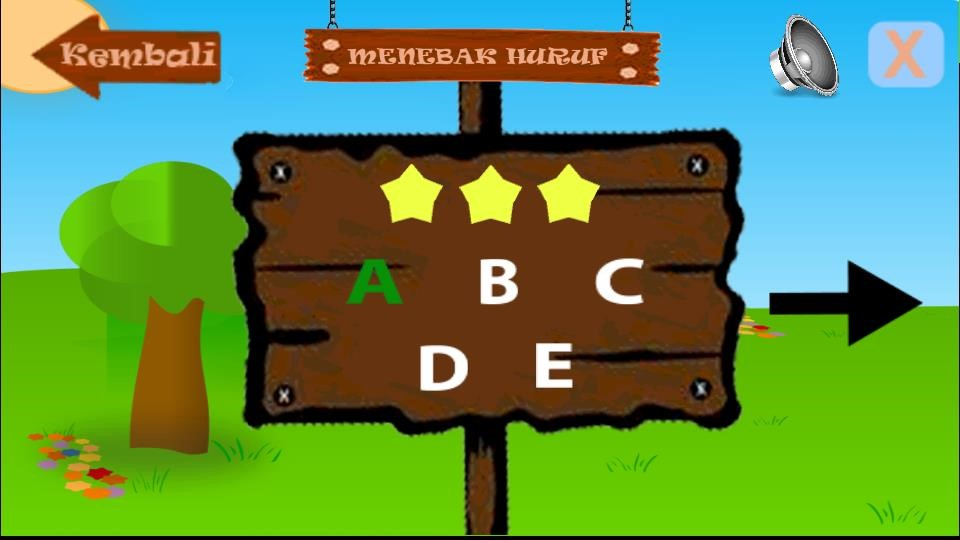 Kembali
MENEBAK HURUF
X
A B C
D E